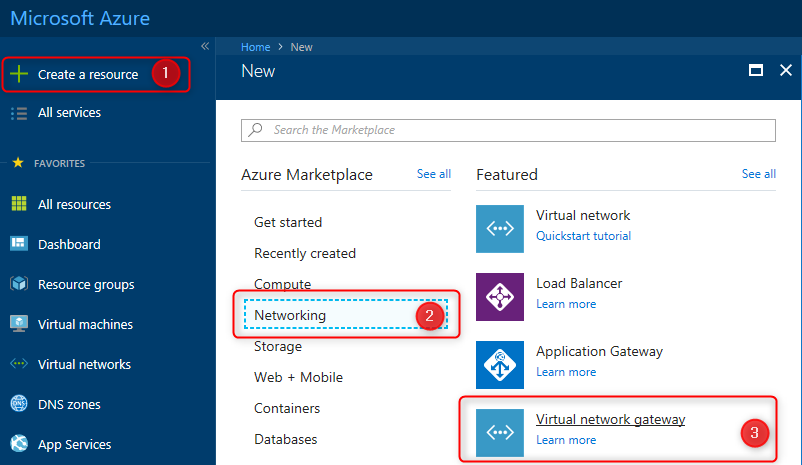 Microsoft Azure
«
Create a resource
1
All services
FAVORITES
All resources
Dashboard
Resource groups
Virtual machines
Virtual networks
DNS
DNS zones
App Services
Home > New
New
Search the Marketplace
Azure Marketplace See all
Get started
Recently created
Compute
Networking
2
Storage
Web + Mobile
Containers
Databases
Featured See all
Virtual network
Quickstart tutorial
Load Balancer
Learn more
Application Gateway
Learn more
Virtual network gateway
Learn more
3